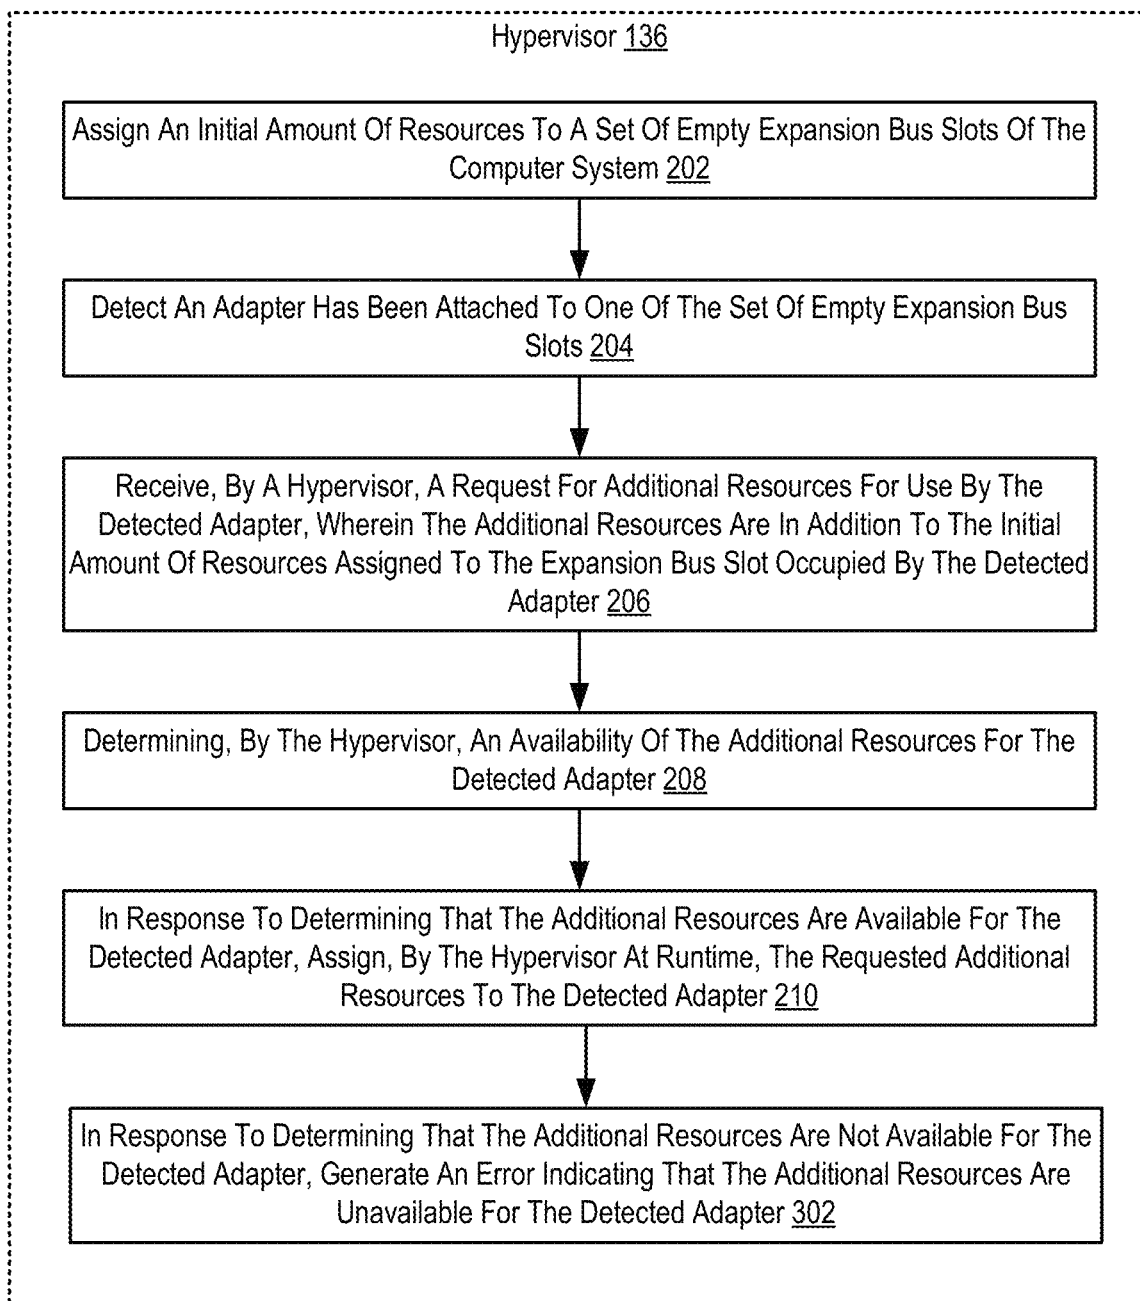 Hypervisor 136
Assign An Initial Amount Of Resources To A Set Of Empty Expansion Bus Slots Of The
Computer System 202
Detect An Adapter Has Been Attached To One Of The Set Of Empty Expansion Bus
Slots 204
Receive, By A Hypervisor, A Request For Additional Resources For Use By The
Detected Adapter, Wherein The Additional Resources Are In Addition To The Initial
Amount Of Resources Assigned To The Expansion Bus Slot Occupied By The Detected
Adapter 206
Determining, By The Hypervisor, An Availability Of The Additional Resources For The
Detected Adapter 208
In Response To Determining That The Additional Resources Are Available For The
Detected Adapter, Assign, By The Hypervisor At Runtime, The Requested Additional
Resources To The Detected Adapter 210
In Response To Determining That The Additional Resources Are Not Available For The
Detected Adapter, Generate An Error Indicating That The Additional Resources Are
Unavailable For The Detected Adapter 302